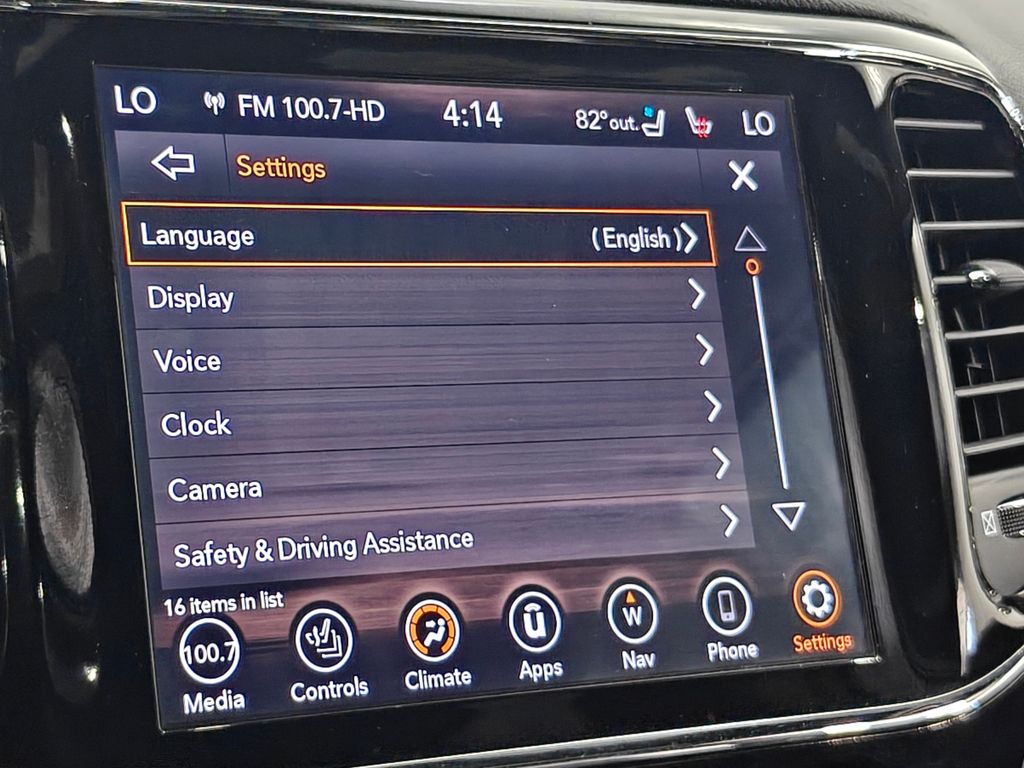 LO FM 100.7-HD 4:14 82° out. LO
Settings
Language (English)
Display
Voice
Clock
Camera
Safety & Driving Assistance
16 items in list
100.7 u W
Media Controls Climate Apps Nav Phone Settings